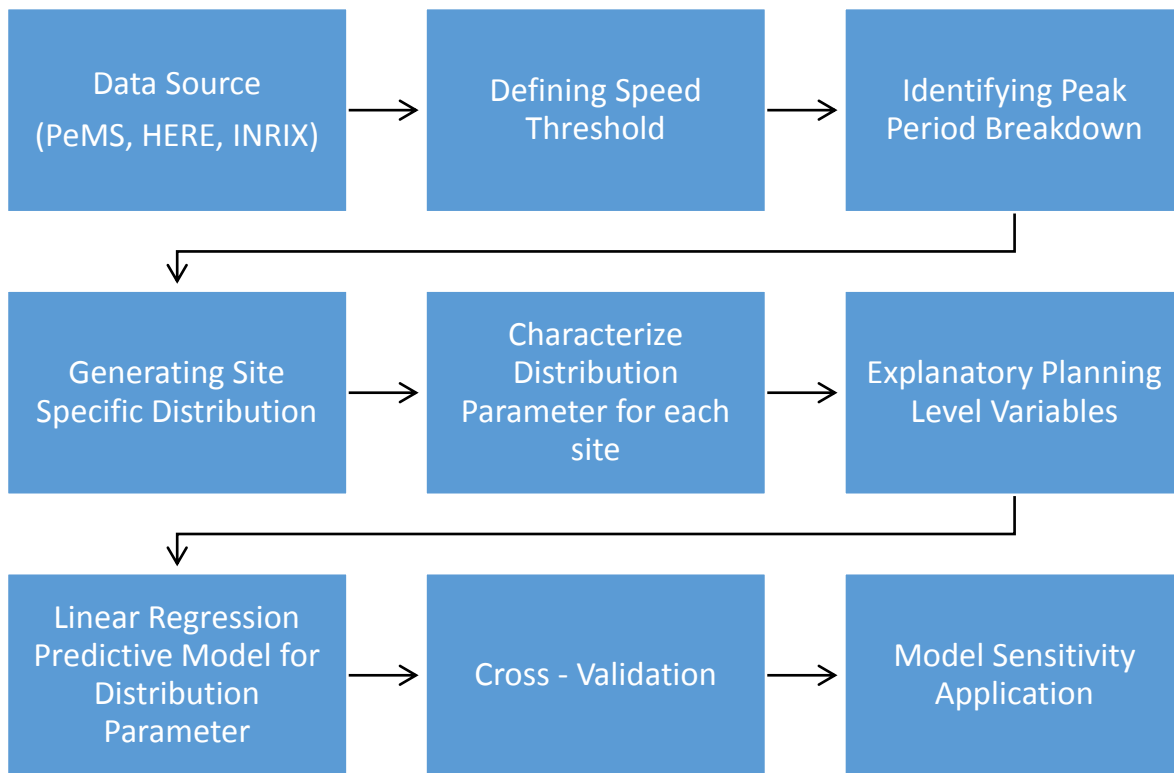 Data Source
(PeMS, HERE, INRIX)
Defining Speed
Threshold
Identifying Peak
Period Breakdown
Generating Site
Specific Distribution
Characterize
Distribution
Parameter for each
site
Explanatory Planning
Level Variables
Linear Regression
Predictive Model for
Distribution
Parameter
Cross - Validation
Model Sensitivity
Application